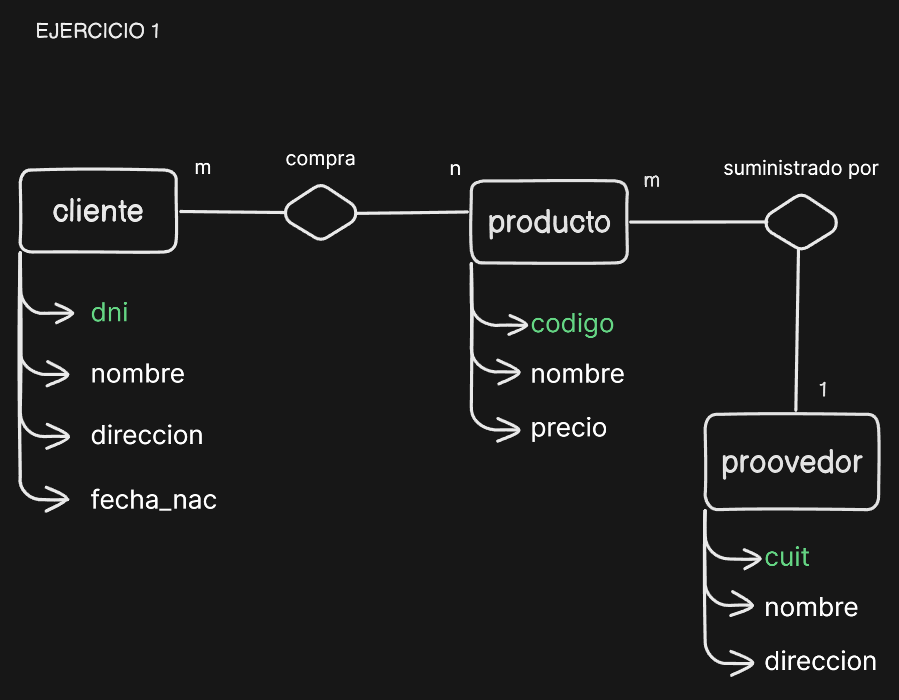 EJERCICIO 1
m
compra
n
m
suministrado por
cliente
producto
dni
nombre
direccion
fecha_nac
codigo
nombre
precio
1
proovedor
cuit
nombre
direccion